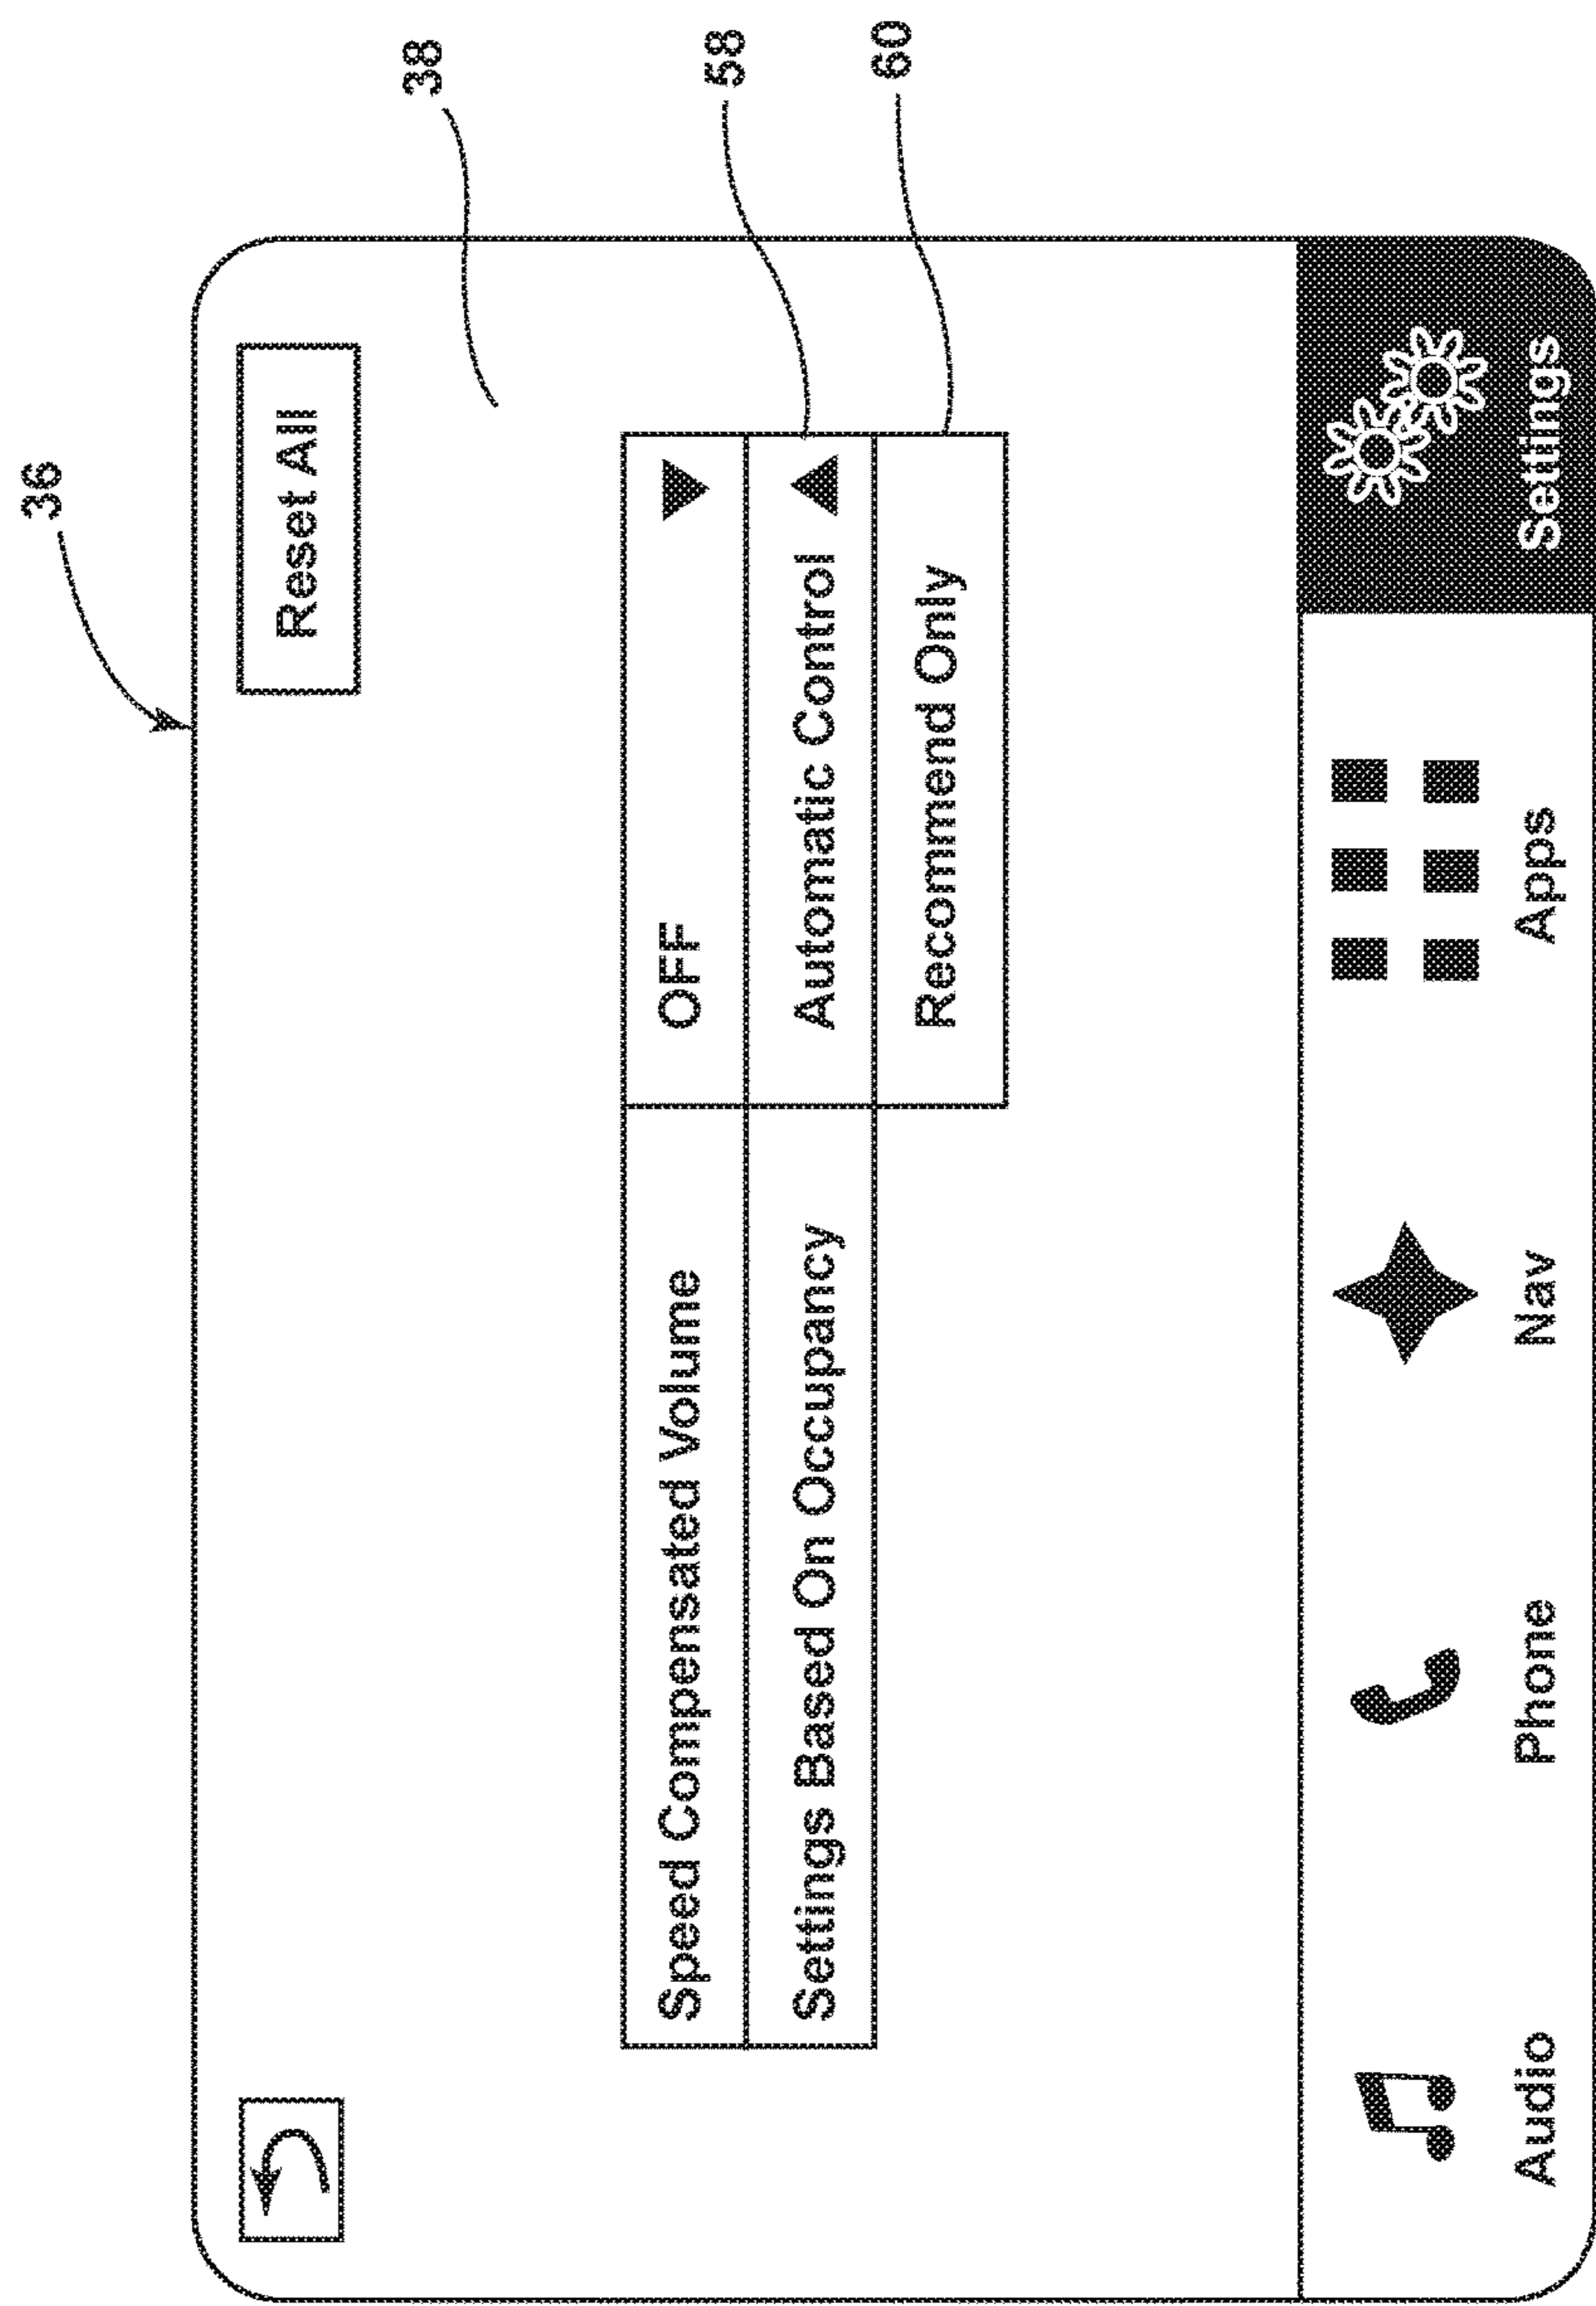 36
Reset All
38
Speed Compensated Volume OFF
58
Settings Based On Occupancy Automatic Control
60
Recommend Only
Audio Phone Nav Apps Settings